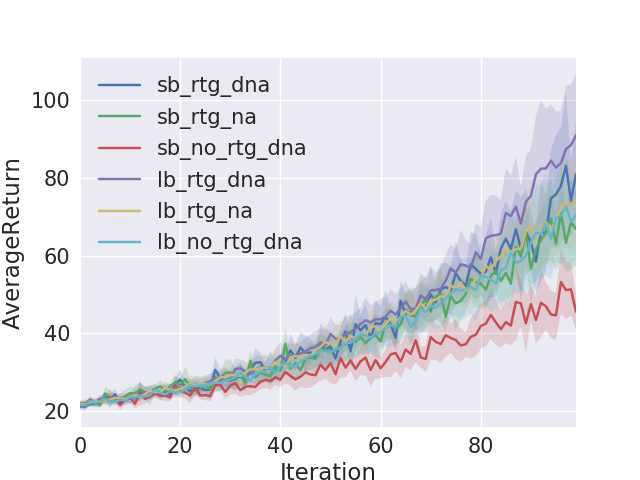 sb_rtg_dna
sb_rtg_na
sb_no_rtg_dna
lb_rtg_dna
lb_rtg_na
lb_no_rtg_dna
AverageReturn
100
80
60
40
20
0 20 40 60 80
Iteration